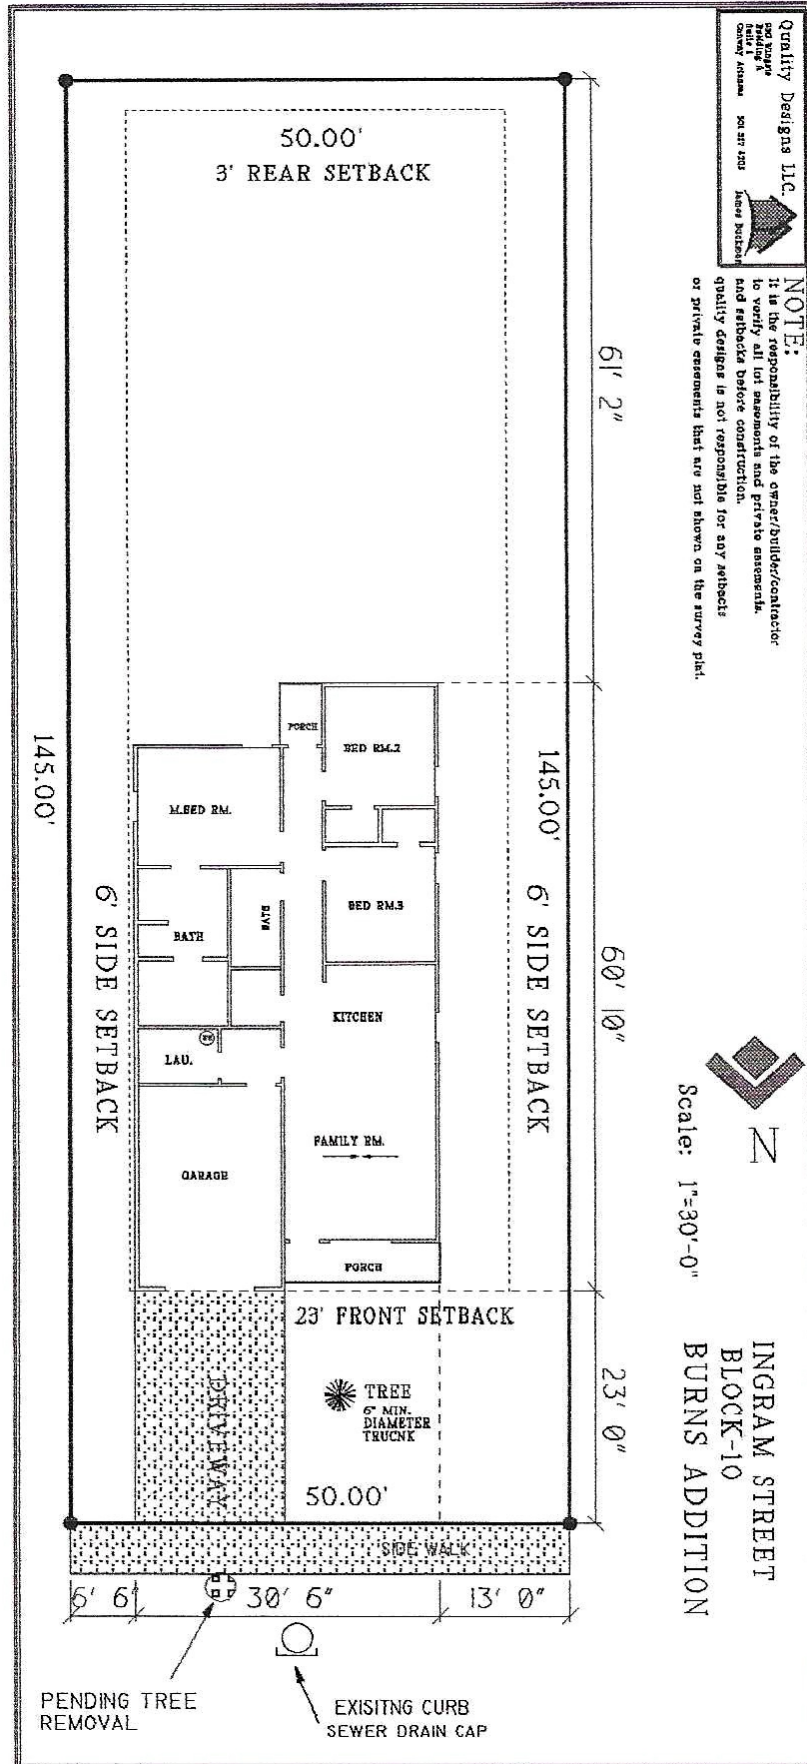 Quality Designs LLC.
Suite 1
Conway Arkansas
James Buckman
NOTE:
It is the responsibility of the owner/builder/contractor
to verify all lot easements and private easements.
and setbacks before construction.
quality designs is not responsible for any setbacks
or private easements that are not shown on the survey plat.
50.00'
3' REAR SETBACK
61' 2"
145.00'
145.00'
6' SIDE SETBACK
6' SIDE SETBACK
60' 10"
N
Scale: 1"=30'-0"
INGRAM STREET
BLOCK-10
BURNS ADDITION
PORCH
BED RM.2
M.BED RM.
BED RM.3
BATH
BATH
KITCHEN
LAU.
FAMILY RM.
GARAGE
PORCH
23' FRONT SETBACK
23' 0"
TREE
6" MIN.
DIAMETER
TRUCNK
DRIVEWAY
50.00'
SIDE WALK
6' 6"
30' 6"
13' 0"
PENDING TREE
REMOVAL
EXISITNG CURB
SEWER DRAIN CAP